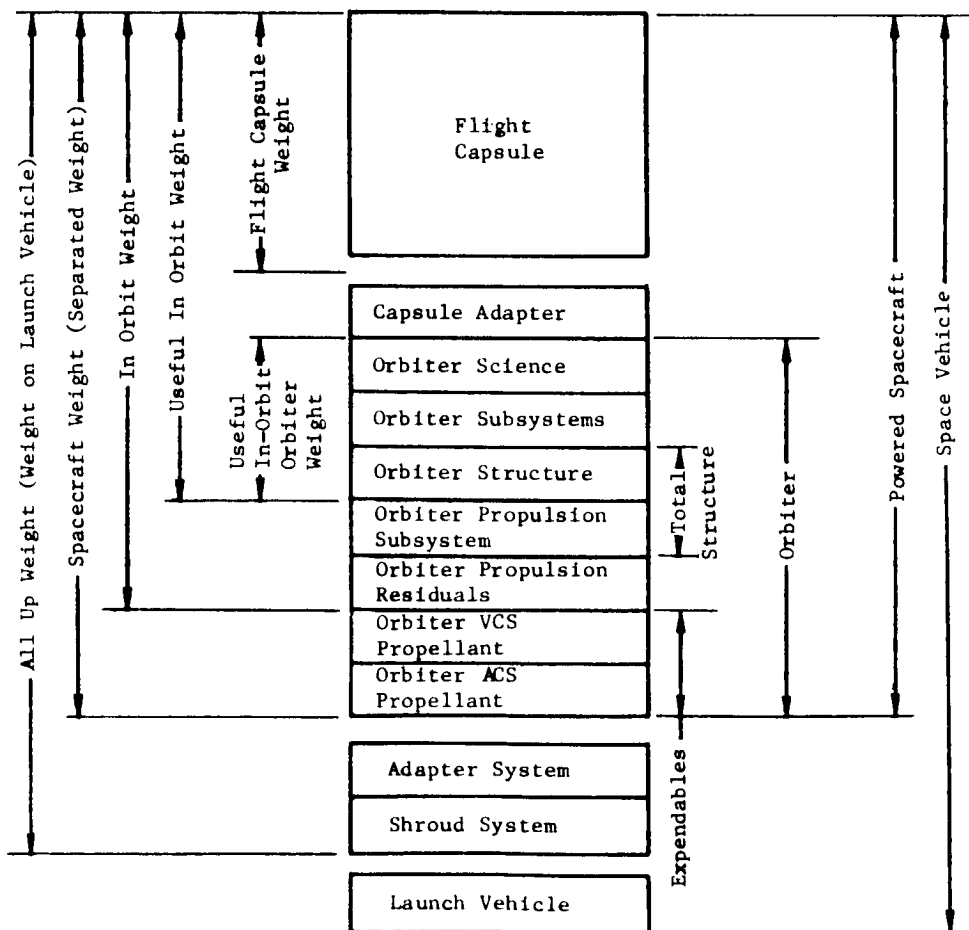 All Up Weight (Weight on Launch Vehicle)
Spacecraft Weight (Separated Weight)
In Orbit Weight
Useful In Orbit Weight
Flight Capsule
Weight
Useful
In-Orbit
Orbiter
Weight
Flight
Capsule
Capsule Adapter
Orbiter Science
Orbiter Subsystems
Orbiter Structure
Orbiter Propulsion
Subsystem
Orbiter Propulsion
Residuals
Orbiter VCS
Propellant
Orbiter ACS
Propellant
Adapter System
Shroud System
Launch Vehicle
Total
Structure
Expendables
Orbiter
Powered Spacecraft
Space Vehicle